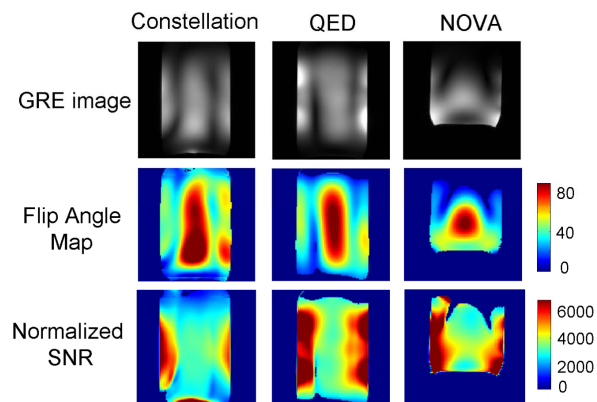 Constellation QED NOVA
GRE image
Flip Angle
Map
80
40
0
Normalized
SNR
6000
4000
2000
0